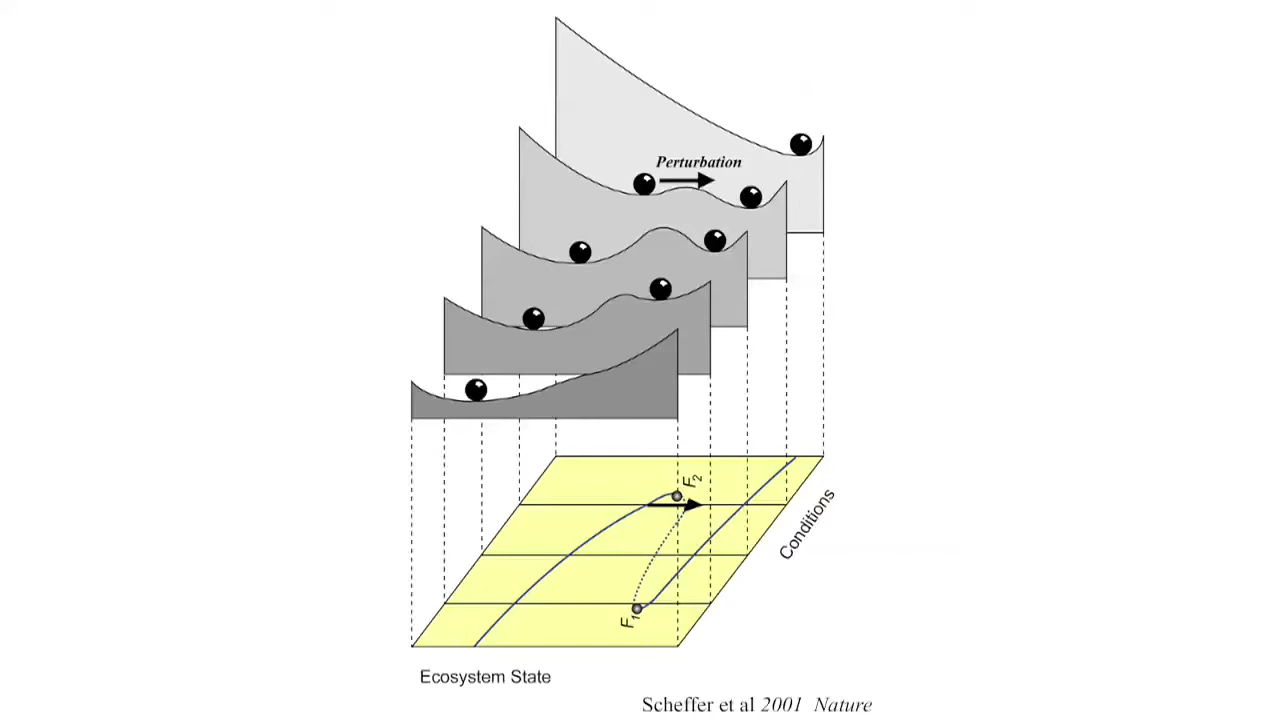 Perturbation
F2
Conditions
F1
Ecosystem State
Scheffer et al 2001 Nature